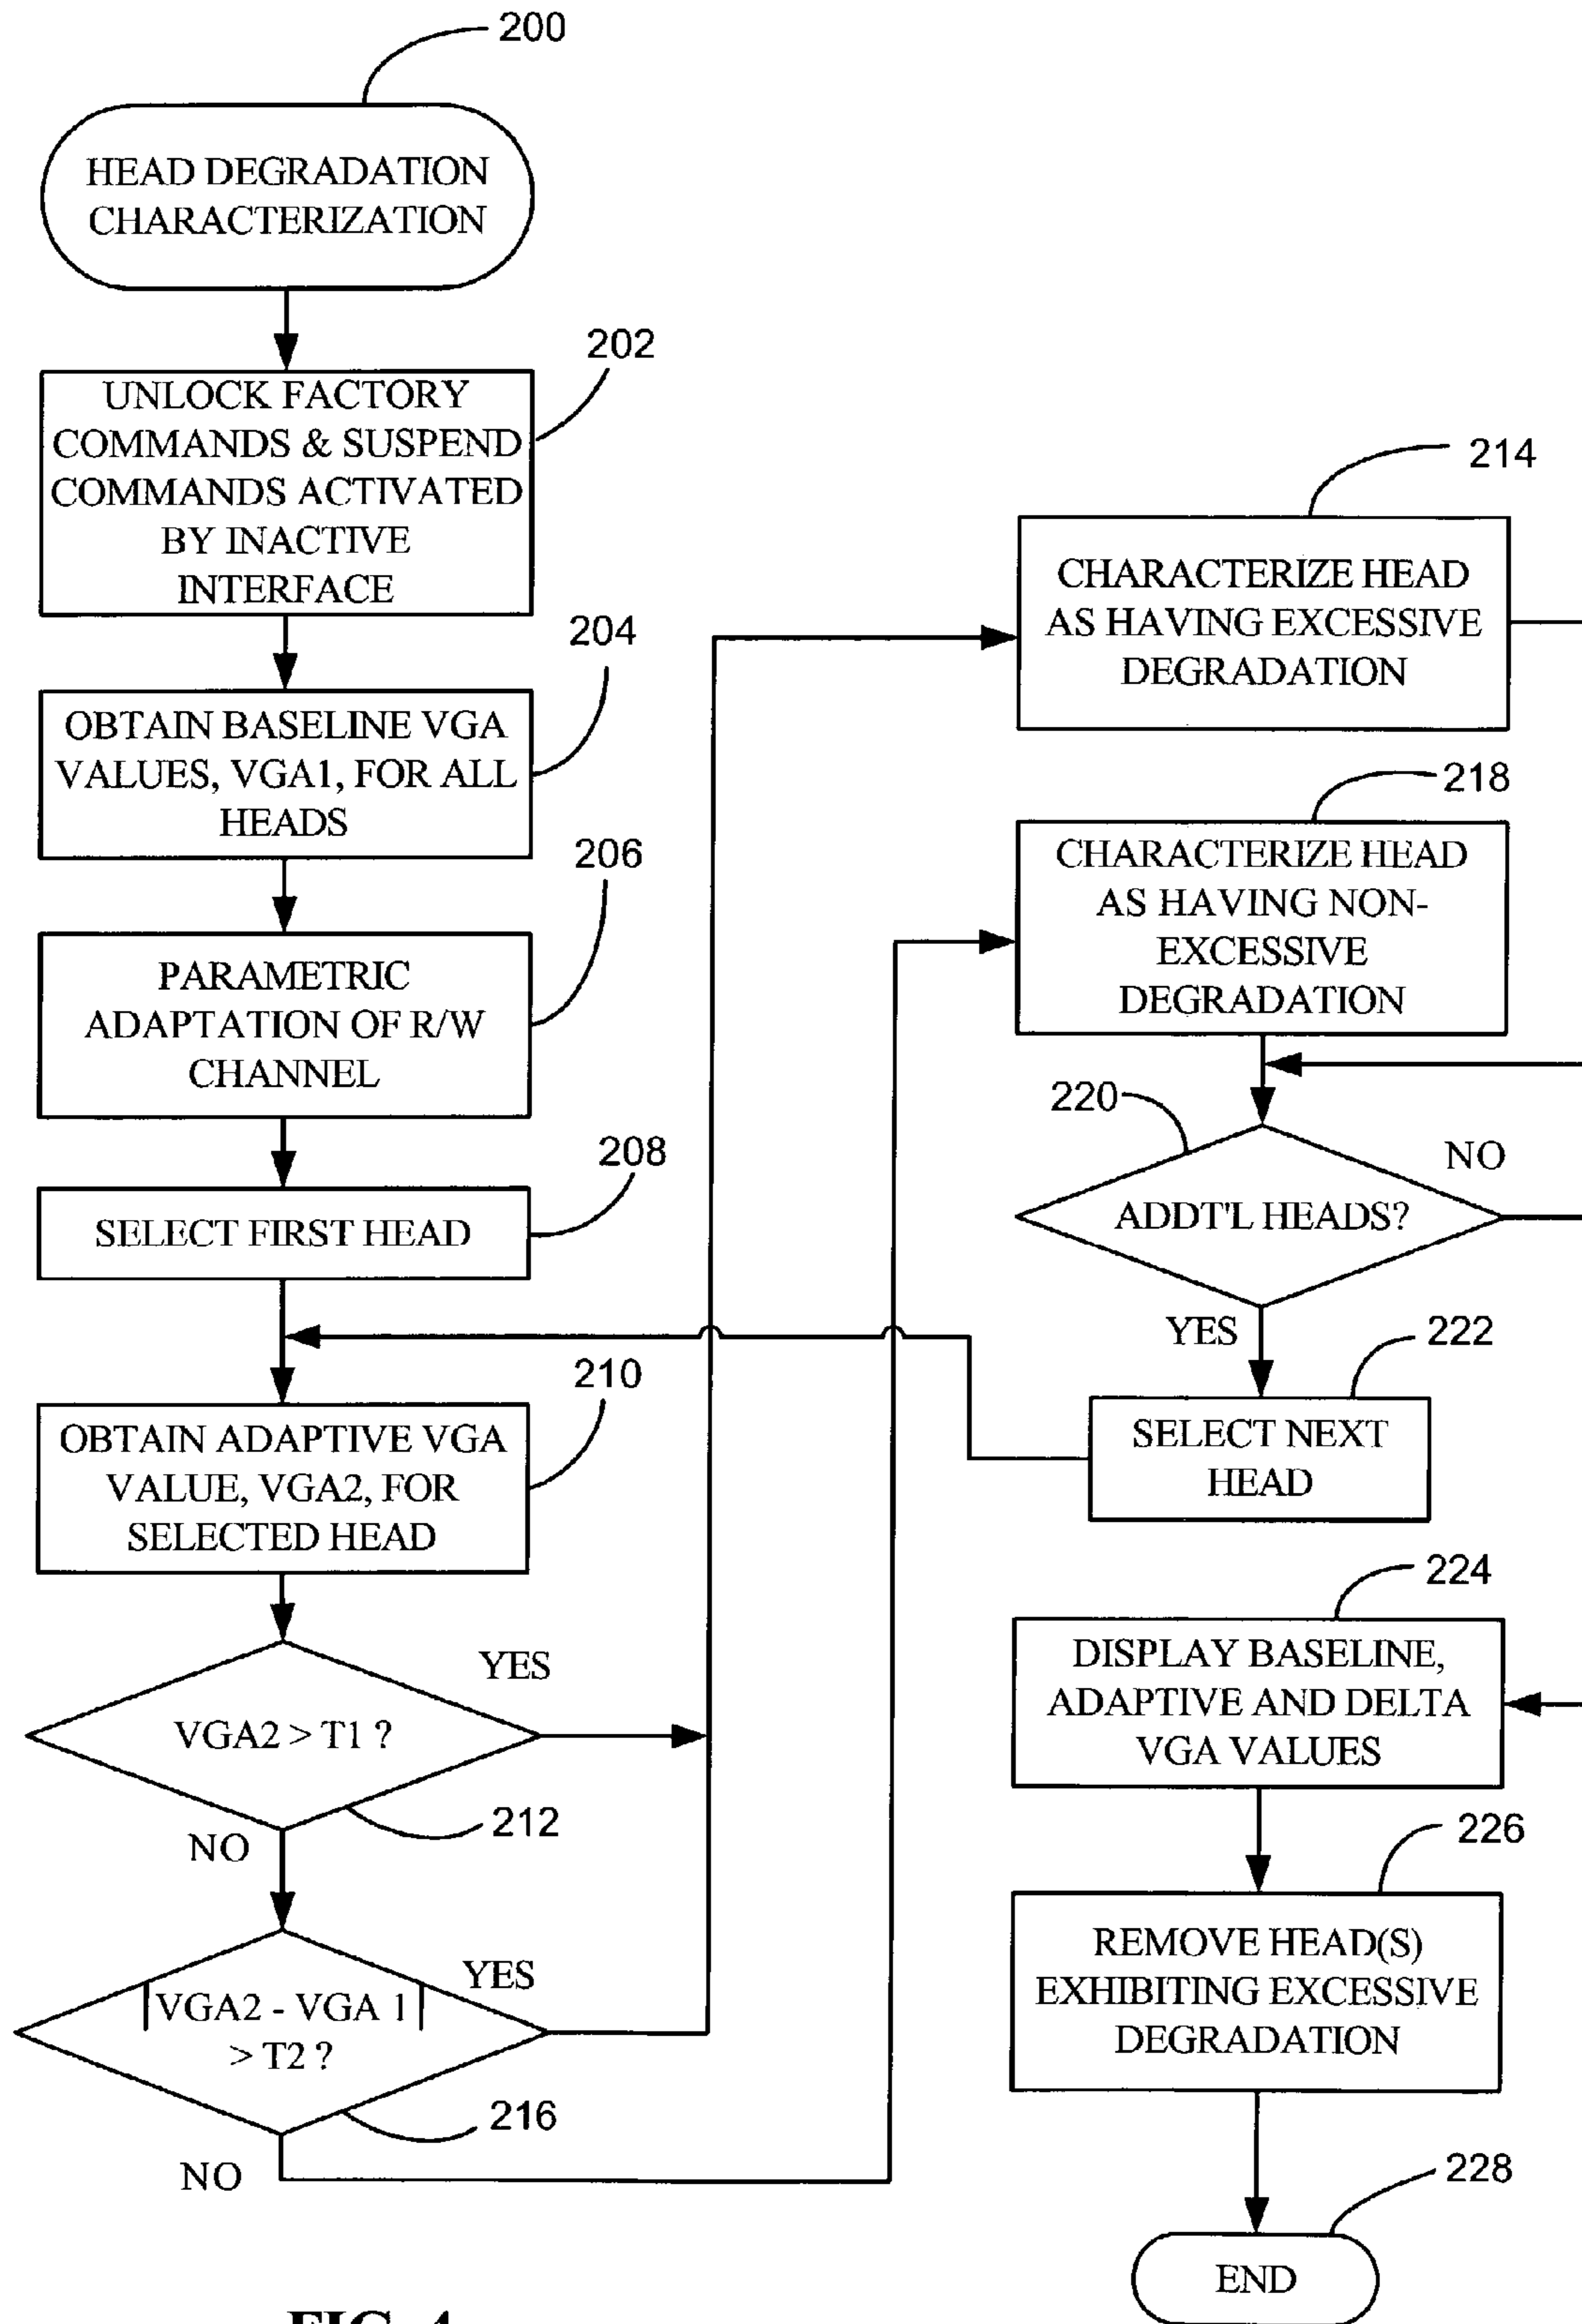 200
HEAD DEGRADATION
CHARACTERIZATION
202
UNLOCK FACTORY
COMMANDS & SUSPEND
COMMANDS ACTIVATED
BY INACTIVE
INTERFACE
204
OBTAIN BASELINE VGA
VALUES, VGA1, FOR ALL
HEADS
206
PARAMETRIC
ADAPTATION OF R/W
CHANNEL
208
SELECT FIRST HEAD
210
OBTAIN ADAPTIVE VGA
VALUE, VGA2, FOR
SELECTED HEAD
YES
VGA2 > T1 ?
212
NO
YES
|VGA2 - VGA 1|
> T2 ?
216
NO
214
CHARACTERIZE HEAD
AS HAVING EXCESSIVE
DEGRADATION
218
CHARACTERIZE HEAD
AS HAVING NON-
EXCESSIVE
DEGRADATION
220
NO
ADDT'L HEADS?
YES
222
SELECT NEXT
HEAD
224
DISPLAY BASELINE,
ADAPTIVE AND DELTA
VGA VALUES
226
REMOVE HEAD(S)
EXHIBITING EXCESSIVE
DEGRADATION
228
END
FIG. 4